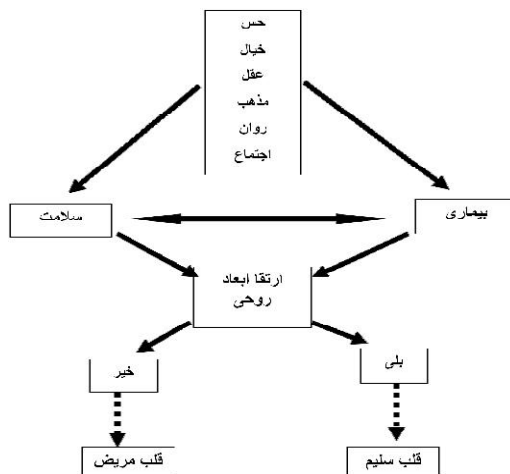 حس
خیال
عقل
مذهب
روان
اجتماع
بیماری
سلامت
ارتقا ابعاد
روحی
بلی
خیر
قلب سلیم
قلب مریض